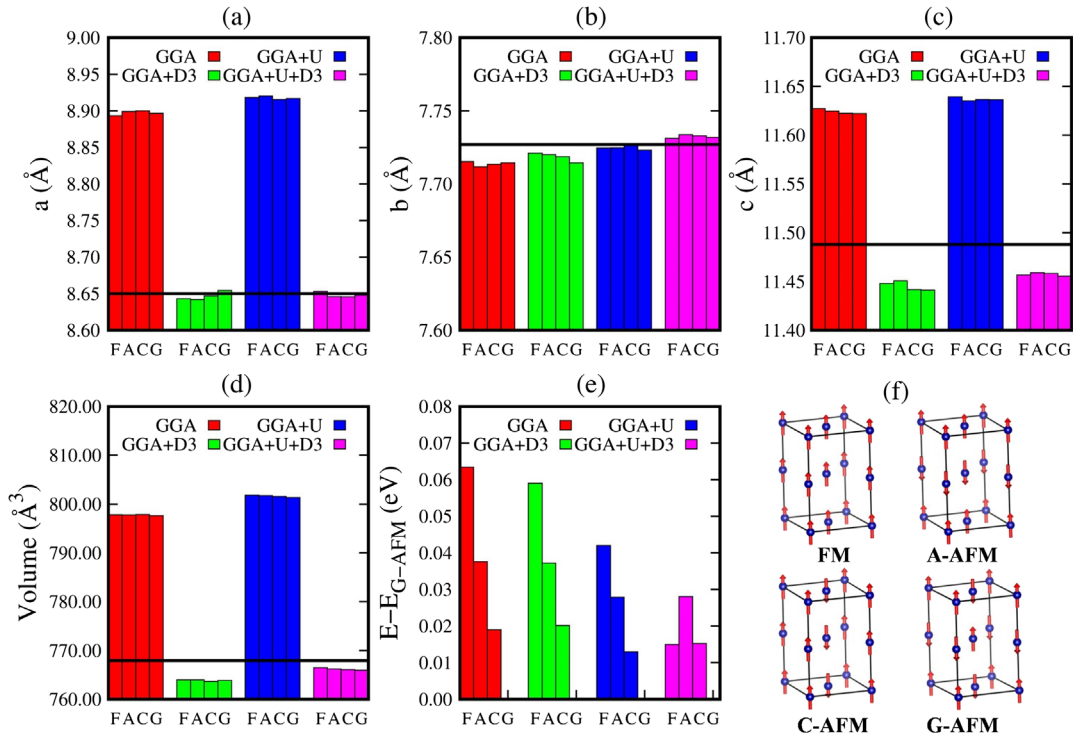 (a)
9.00
8.95
8.90
8.85
8.80
8.75
8.70
8.65
8.60
a (Å)
GGA GGA+U
GGA+D3 GGA+U+D3
FACG FACG FACG FACG
(b)
7.80
7.75
7.70
7.65
7.60
b (Å)
GGA GGA+U
GGA+D3 GGA+U+D3
FACG FACG FACG FACG
(c)
11.70
11.65
11.60
11.55
11.50
11.45
11.40
c (Å)
GGA GGA+U
GGA+D3 GGA+U+D3
FACG FACG FACG FACG
(d)
820.00
810.00
800.00
790.00
780.00
770.00
760.00
Volume (Å³)
GGA GGA+U
GGA+D3 GGA+U+D3
FACG FACG FACG FACG
(e)
0.08
0.07
0.06
0.05
0.04
0.03
0.02
0.01
0.00
E−E_G−AFM (eV)
GGA GGA+U
GGA+D3 GGA+U+D3
FACG FACG FACG FACG
(f)
FM A-AFM
C-AFM G-AFM